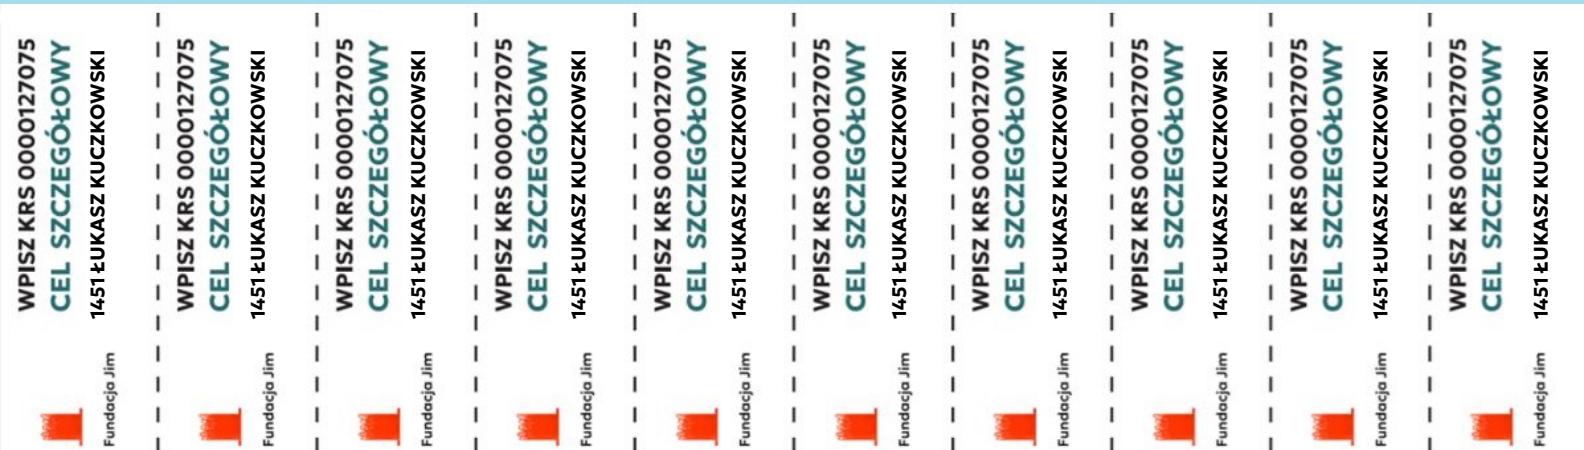 WPISZ KRS 0000127075
CEL SZCZEGÓŁOWY
1451 ŁUKASZ KUCZKOWSKI
Fundacja Jim
WPISZ KRS 0000127075
CEL SZCZEGÓŁOWY
1451 ŁUKASZ KUCZKOWSKI
Fundacja Jim
WPISZ KRS 0000127075
CEL SZCZEGÓŁOWY
1451 ŁUKASZ KUCZKOWSKI
Fundacja Jim
WPISZ KRS 0000127075
CEL SZCZEGÓŁOWY
1451 ŁUKASZ KUCZKOWSKI
Fundacja Jim
WPISZ KRS 0000127075
CEL SZCZEGÓŁOWY
1451 ŁUKASZ KUCZKOWSKI
Fundacja Jim
WPISZ KRS 0000127075
CEL SZCZEGÓŁOWY
1451 ŁUKASZ KUCZKOWSKI
Fundacja Jim
WPISZ KRS 0000127075
CEL SZCZEGÓŁOWY
1451 ŁUKASZ KUCZKOWSKI
Fundacja Jim
WPISZ KRS 0000127075
CEL SZCZEGÓŁOWY
1451 ŁUKASZ KUCZKOWSKI
Fundacja Jim
WPISZ KRS 0000127075
CEL SZCZEGÓŁOWY
1451 ŁUKASZ KUCZKOWSKI
Fundacja Jim
WPISZ KRS 0000127075
CEL SZCZEGÓŁOWY
1451 ŁUKASZ KUCZKOWSKI
Fundacja Jim